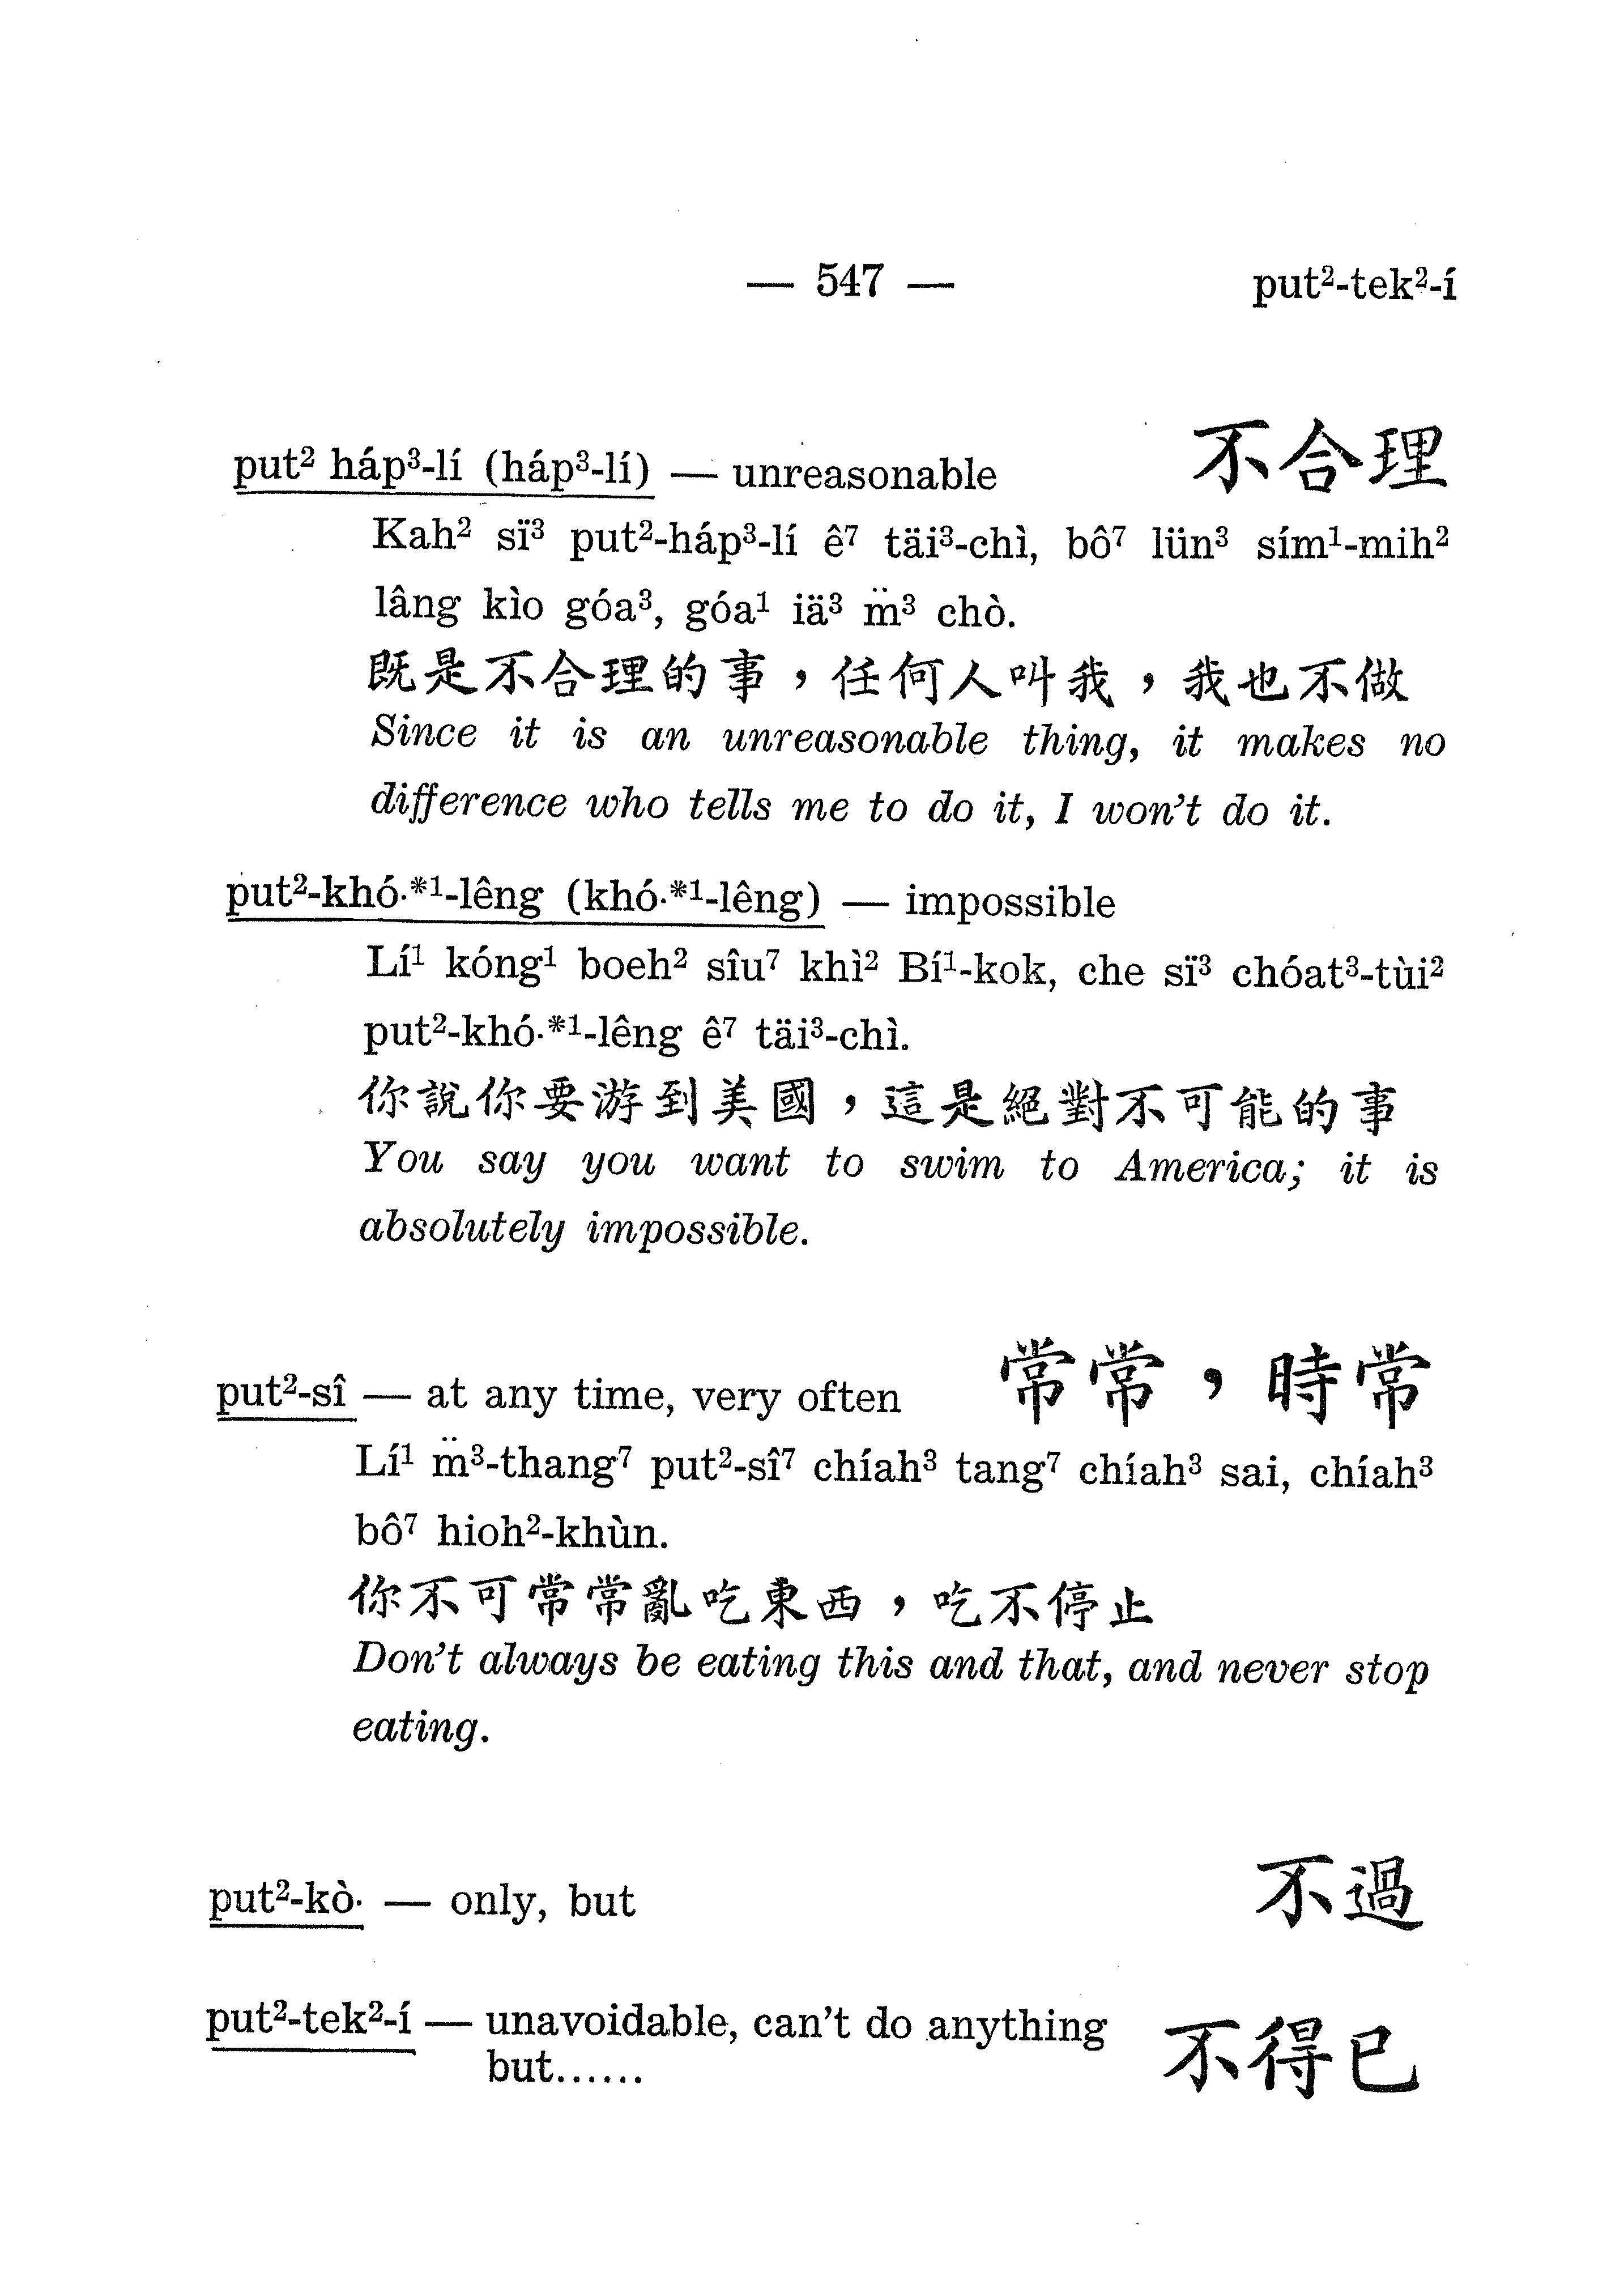 — 547 — put²-tek²-í
put² háp³-lí (háp³-lí) — unreasonable 不合理
Kah² sï³ put²-háp³-lí ê⁷ täi³-chì, bô⁷ lün³ sím¹-mih²
lâng kìo góa³, góa¹ iä³ m̈³ chò.
既是不合理的事，任何人叫我，我也不做
Since it is an unreasonable thing, it makes no
difference who tells me to do it, I won't do it.
put²-khó·*¹-lêng (khó·*¹-lêng) — impossible
Lí¹ kóng¹ boeh² sîu⁷ khì² Bí¹-kok, che sï³ chóat³-tùi²
put²-khó·*¹-lêng ê⁷ täi³-chì.
你說你要游到美國，這是絕對不可能的事
You say you want to swim to America; it is
absolutely impossible.
put²-sî — at any time, very often 常常，時常
Lí¹ m̈³-thang⁷ put²-sî⁷ chíah³ tang⁷ chíah³ sai, chíah³
bô⁷ hioh²-khùn.
你不可常常亂吃東西，吃不停止
Don't always be eating this and that, and never stop
eating.
put²-kò· — only, but 不過
put²-tek²-í — unavoidable, can't do anything 不得已
but......